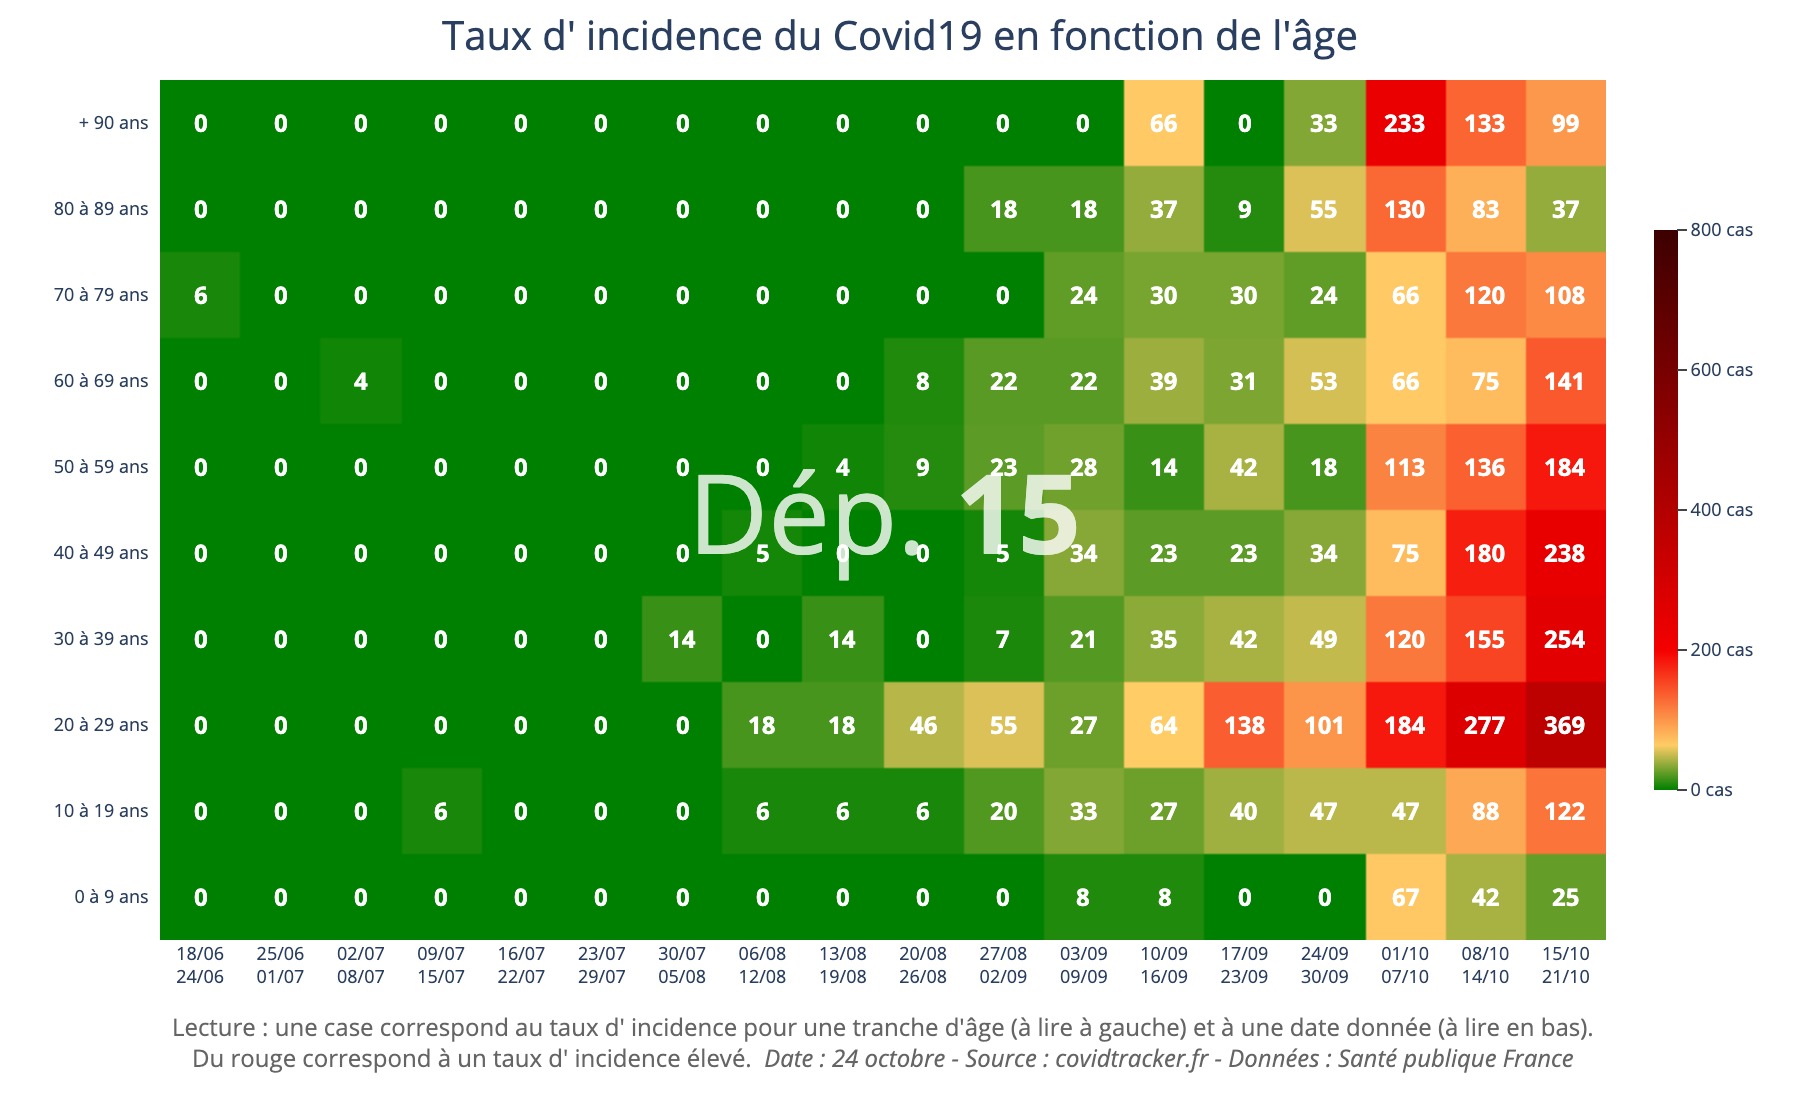 Taux d' incidence du Covid19 en fonction de l'âge
+ 90 ans 0 0 0 0 0 0 0 0 0 0 0 0 66 0 33 233 133 99
80 à 89 ans 0 0 0 0 0 0 0 0 0 0 18 18 37 9 55 130 83 37
800 cas
70 à 79 ans 6 0 0 0 0 0 0 0 0 0 0 24 30 30 24 66 120 108
60 à 69 ans 0 0 4 0 0 0 0 0 0 8 22 22 39 31 53 66 75 141
600 cas
50 à 59 ans 0 0 0 0 0 0 0 0 4 9 23 28 14 42 18 113 136 184
Dép. 15
400 cas
40 à 49 ans 0 0 0 0 0 0 0 5 0 0 5 34 23 23 34 75 180 238
30 à 39 ans 0 0 0 0 0 0 14 0 14 0 7 21 35 42 49 120 155 254
200 cas
20 à 29 ans 0 0 0 0 0 0 0 18 18 46 55 27 64 138 101 184 277 369
0 cas
10 à 19 ans 0 0 0 6 0 0 0 6 6 6 20 33 27 40 47 47 88 122
0 à 9 ans 0 0 0 0 0 0 0 0 0 0 0 8 8 0 0 67 42 25
18/06 25/06 02/07 09/07 16/07 23/07 30/07 06/08 13/08 20/08 27/08 03/09 10/09 17/09 24/09 01/10 08/10 15/10
24/06 01/07 08/07 15/07 22/07 29/07 05/08 12/08 19/08 26/08 02/09 09/09 16/09 23/09 30/09 07/10 14/10 21/10
Lecture : une case correspond au taux d' incidence pour une tranche d'âge (à lire à gauche) et à une date donnée (à lire en bas).
Du rouge correspond à un taux d' incidence élevé. Date : 24 octobre - Source : covidtracker.fr - Données : Santé publique France